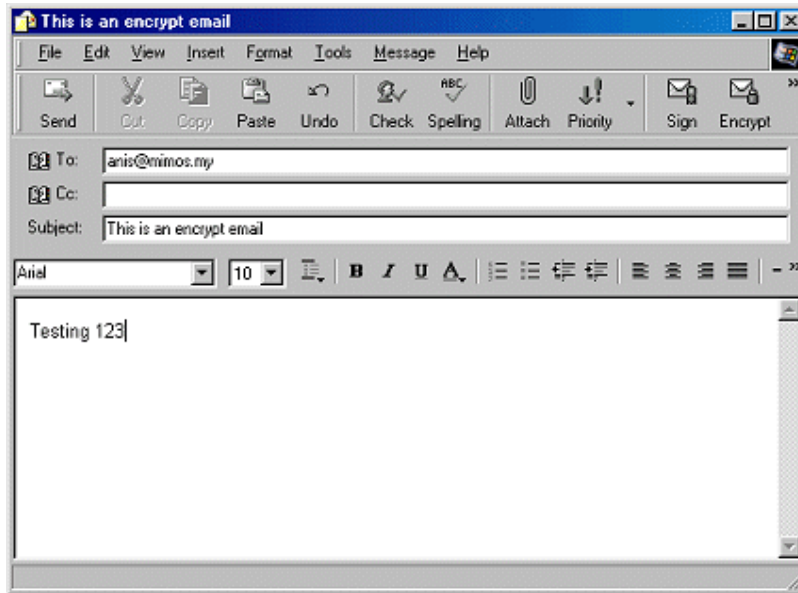 This is an encrypt email
File Edit View Insert Format Tools Message Help
Send Cut Copy Paste Undo Check ABC Spelling Attach Priority Sign Encrypt
To: anis@mimos.my
Cc:
Subject: This is an encrypt email
Arial 10 B I U A
Testing 123